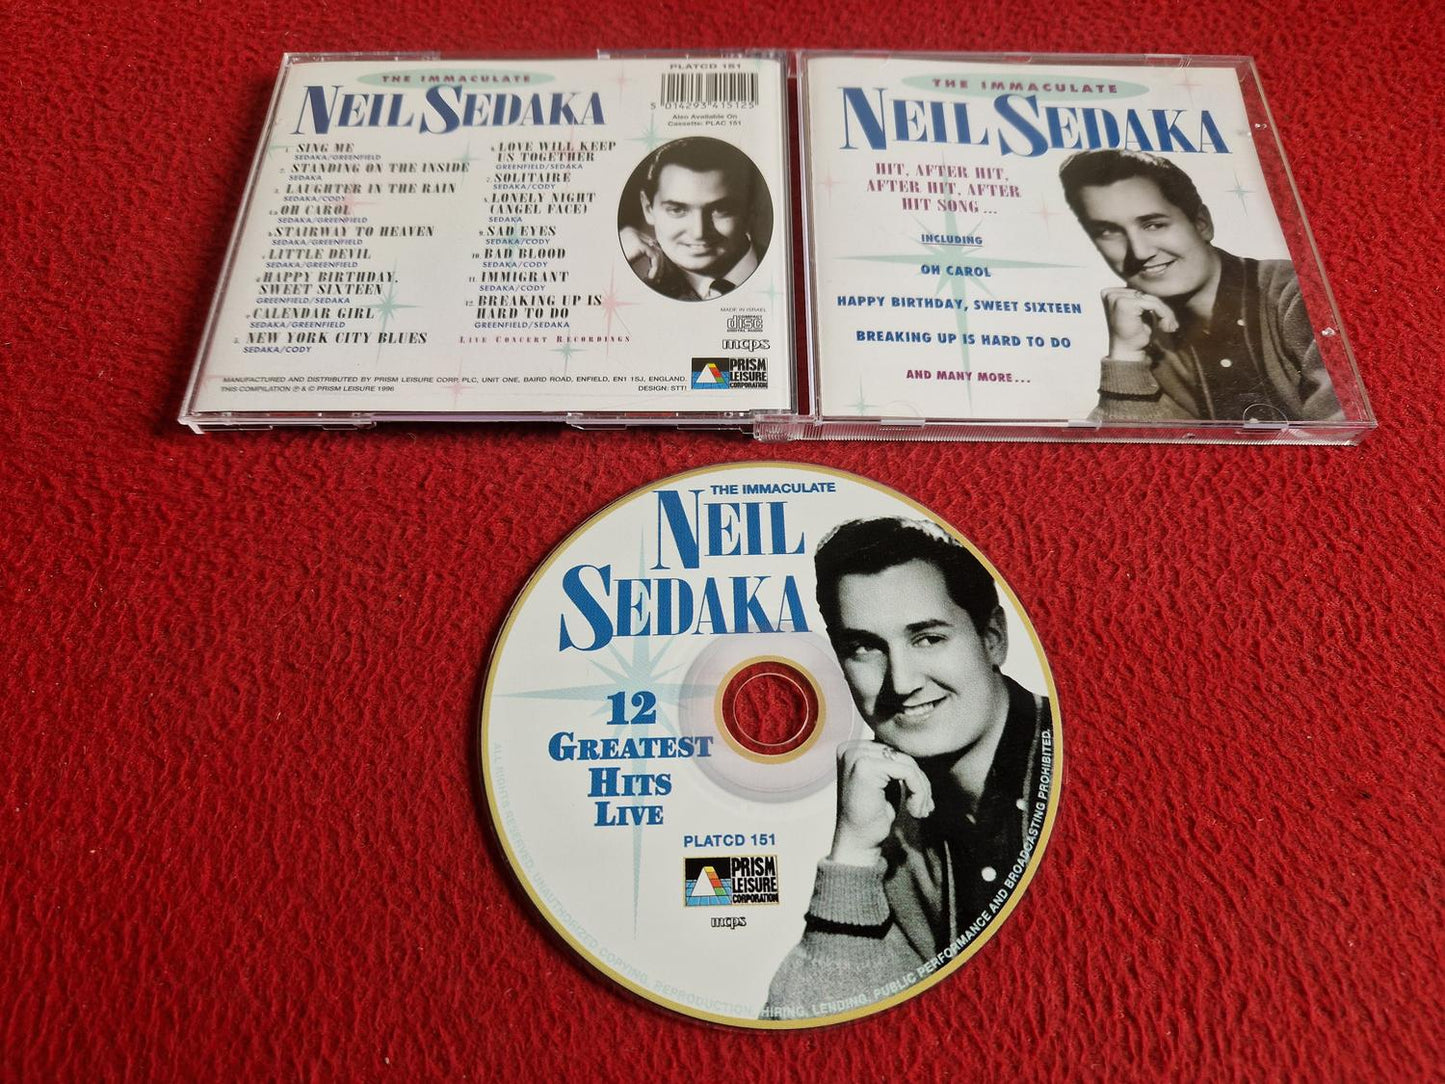 THE IMMACULATE
NEIL SEDAKA
PLATCD 151
5 014293 415125
Also Available On
Cassette: PLAC 151
1. SING ME
SEDAKA/GREENFIELD
2. STANDING ON THE INSIDE
SEDAKA
3. LAUGHTER IN THE RAIN
SEDAKA/CODY
OH CAROL
SEDAKA/GREENFIELD
STAIRWAY TO HEAVEN
SEDAKA/GREENFIELD
LITTLE DEVIL
SEDAKA/GREENFIELD
HAPPY BIRTHDAY,
SWEET SIXTEEN
GREENFIELD/SEDAKA
CALENDAR GIRL
SEDAKA/GREENFIELD
5. NEW YORK CITY BLUES
SEDAKA/CODY
6. LOVE WILL KEEP
US TOGETHER
GREENFIELD/SEDAKA
7. SOLITAIRE
SEDAKA/CODY
8. LONELY NIGHT
(ANGEL FACE)
SEDAKA
9. SAD EYES
SEDAKA/CODY
10. BAD BLOOD
SEDAKA/CODY
11. IMMIGRANT
SEDAKA/CODY
12. BREAKING UP IS
HARD TO DO
GREENFIELD/SEDAKA
LIVE CONCERT RECORDINGS
MADE IN ISRAEL
COMPACT
disc
DIGITAL AUDIO
mcps
PRISM
LEISURE
CORPORATION
MANUFACTURED AND DISTRIBUTED BY PRISM LEISURE CORP. PLC, UNIT ONE, BAIRD ROAD, ENFIELD, EN1 1SJ, ENGLAND.
THIS COMPILATION ℗ & © PRISM LEISURE 1996
DESIGN: STT!
THE IMMACULATE
NEIL SEDAKA
HIT, AFTER HIT,
AFTER HIT, AFTER
HIT SONG...
INCLUDING
OH CAROL
HAPPY BIRTHDAY, SWEET SIXTEEN
BREAKING UP IS HARD TO DO
AND MANY MORE...
THE IMMACULATE
NEIL
SEDAKA
12
GREATEST
HITS
LIVE
PLATCD 151
PRISM
LEISURE
CORPORATION
mcps
ALL RIGHTS RESERVED. UNAUTHORIZED COPYING, REPRODUCTION, HIRING, LENDING, PUBLIC PERFORMANCE AND BROADCASTING PROHIBITED.